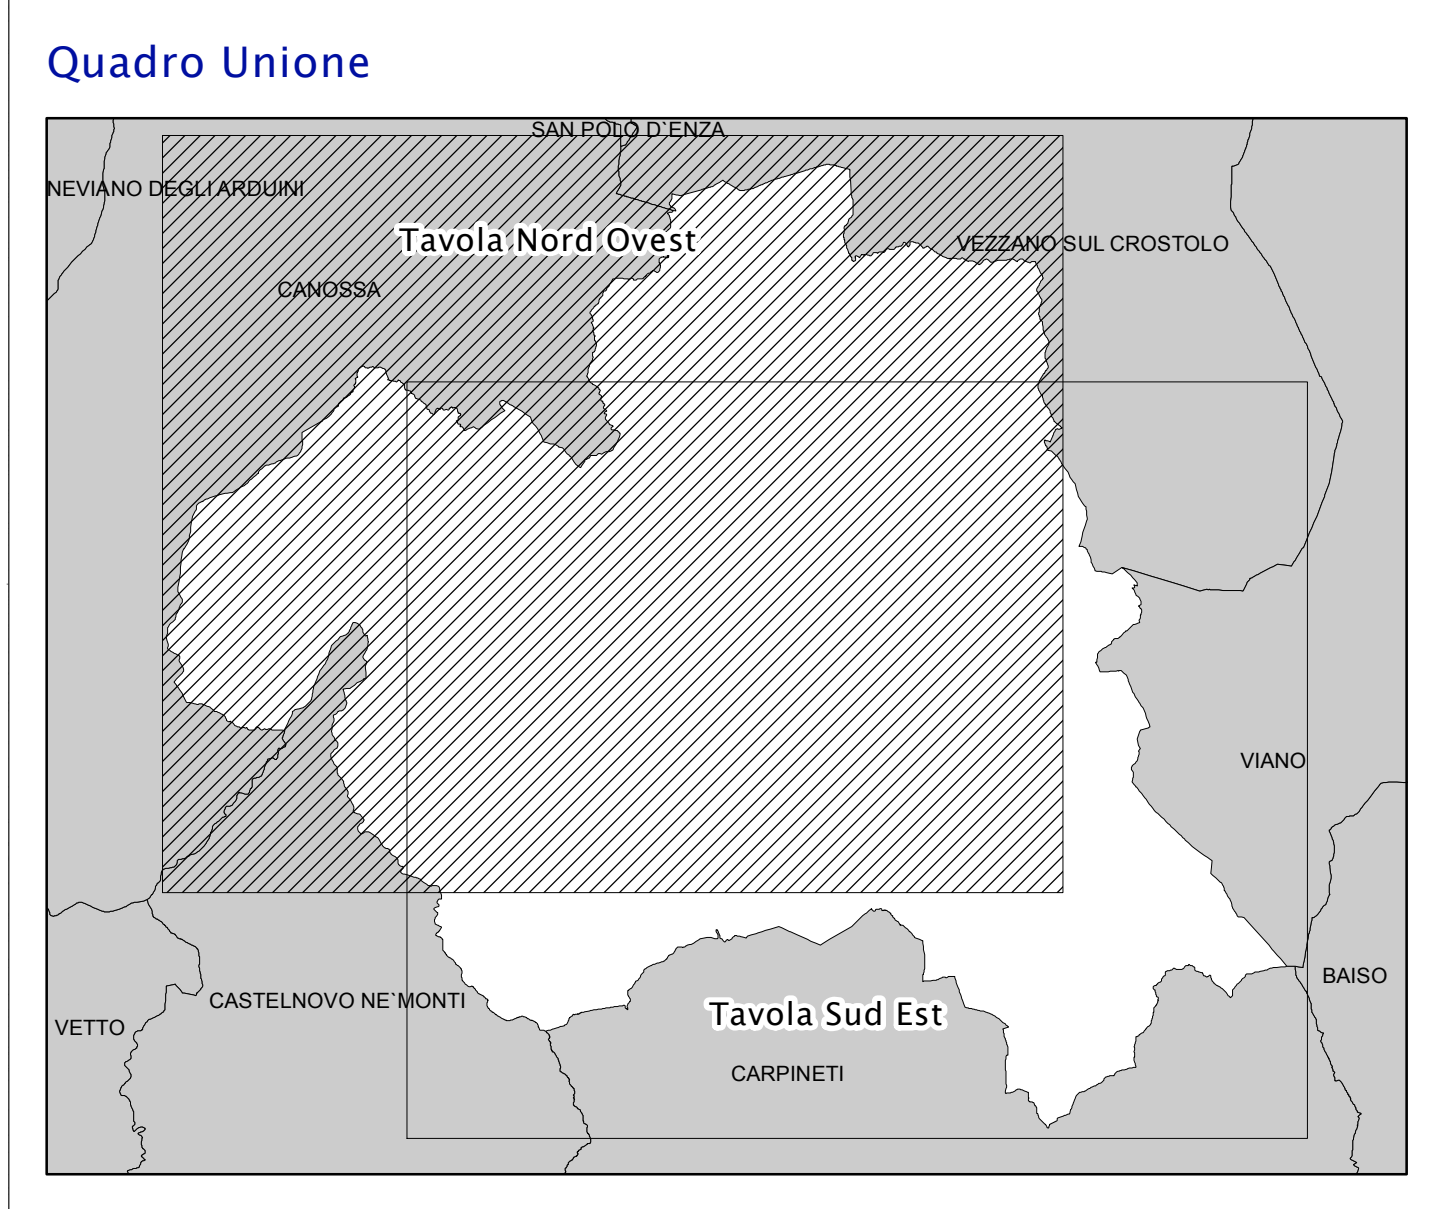 Quadro Unione
SAN POLO D`ENZA
NEVIANO DEGLI ARDUINI
Tavola Nord Ovest
VEZZANO SUL CROSTOLO
CANOSSA
VIANO
BAISO
CASTELNOVO NE`MONTI
Tavola Sud Est
VETTO
CARPINETI